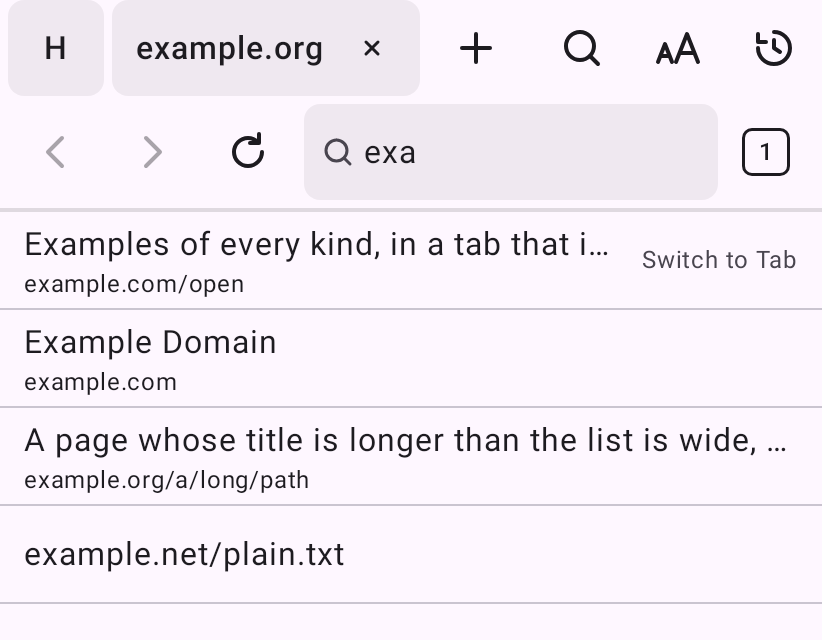 H
example.org
AA
exa
1
Examples of every kind, in a tab that i…
Switch to Tab
example.com/open
Example Domain
example.com
A page whose title is longer than the list is wide, …
example.org/a/long/path
example.net/plain.txt